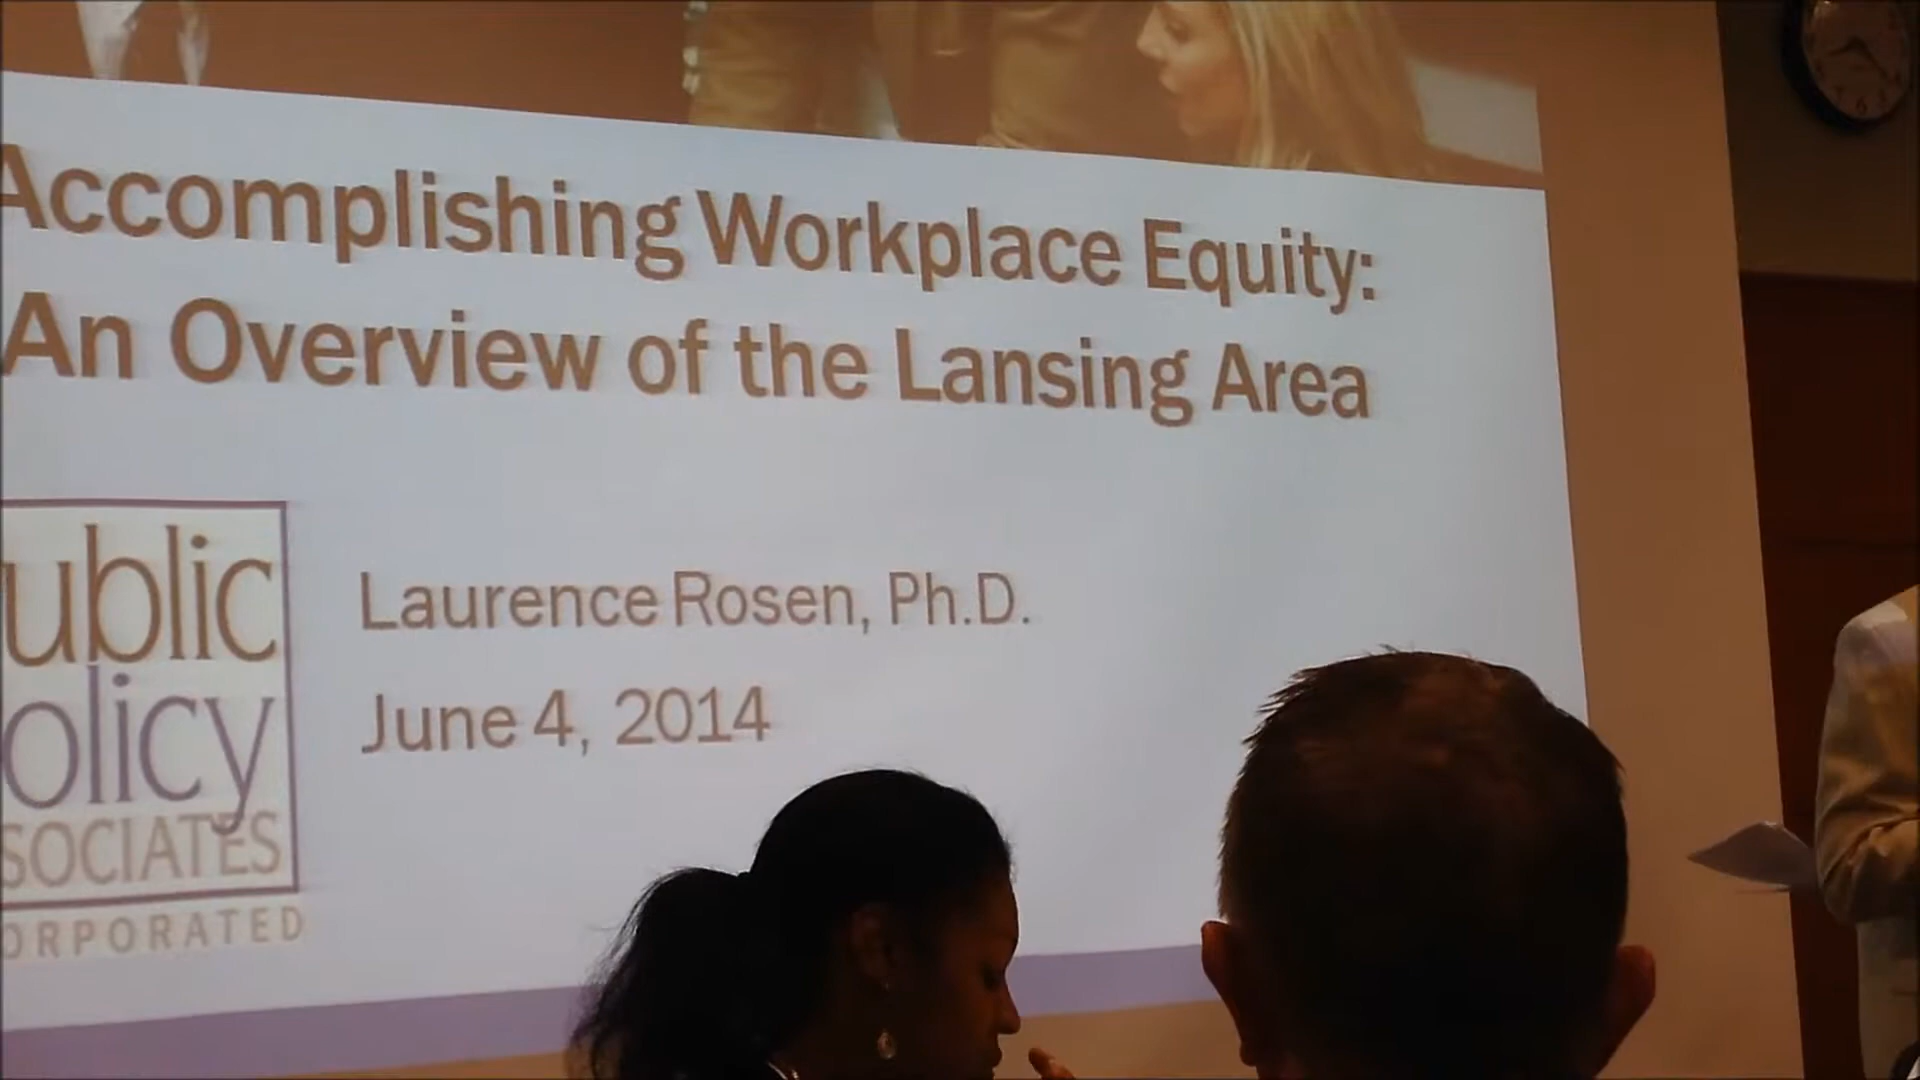 Accomplishing Workplace Equity:
An Overview of the Lansing Area
ublic
olicy
SOCIATES
ORPORATED
Laurence Rosen, Ph.D.
June 4, 2014
6